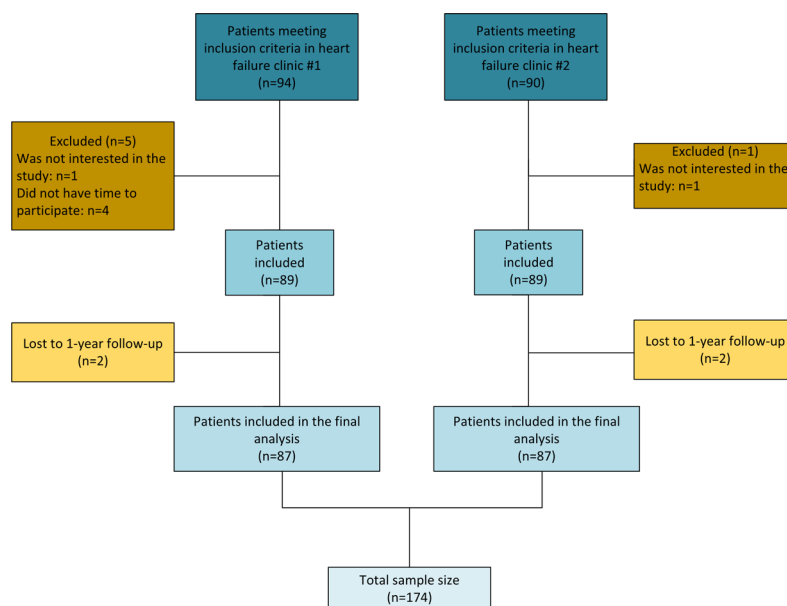 Patients meeting
inclusion criteria in heart
failure clinic #1
(n=94)
Patients meeting
inclusion criteria in heart
failure clinic #2
(n=90)
Excluded (n=5)
Was not interested in the
study: n=1
Did not have time to
participate: n=4
Excluded (n=1)
Was not interested in the
study: n=1
Patients
included
(n=89)
Patients
included
(n=89)
Lost to 1-year follow-up
(n=2)
Lost to 1-year follow-up
(n=2)
Patients included in the final
analysis
(n=87)
Patients included in the final
analysis
(n=87)
Total sample size
(n=174)